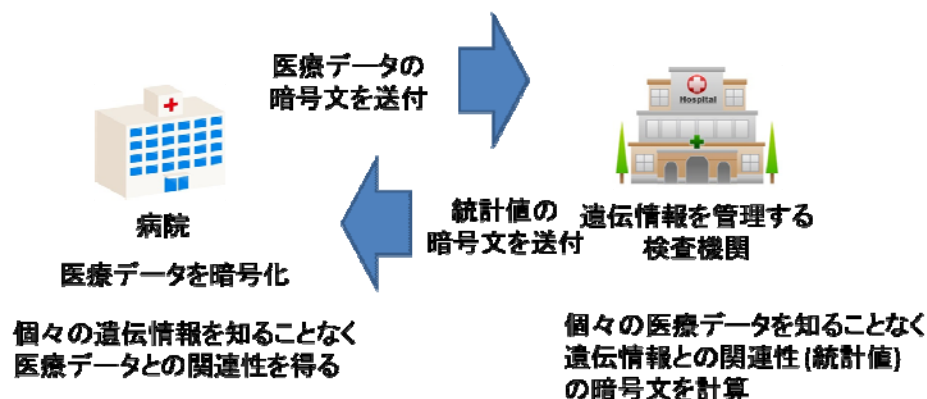 医療データの
暗号文を送付
Hospital
病院
医療データを暗号化
統計値の
暗号文を送付
遺伝情報を管理する
検査機関
個々の遺伝情報を知ることなく
医療データとの関連性を得る
個々の医療データを知ることなく
遺伝情報との関連性(統計値)
の暗号文を計算